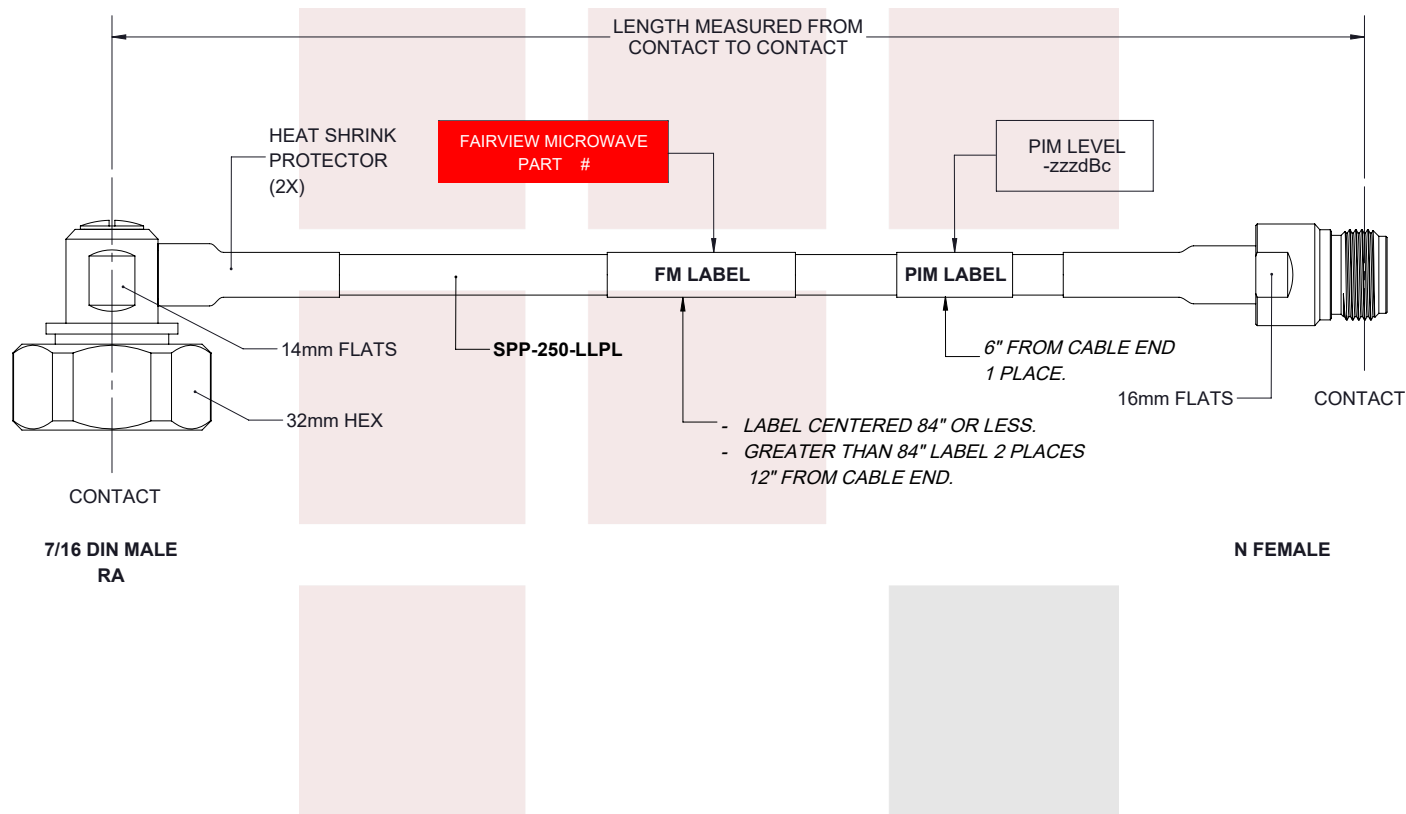 LENGTH MEASURED FROM
CONTACT TO CONTACT
HEAT SHRINK
PROTECTOR
(2X)
FAIRVIEW MICROWAVE
PART #
PIM LEVEL
-zzzdBc
FM LABEL
PIM LABEL
14mm FLATS
SPP-250-LLPL
6" FROM CABLE END
1 PLACE.
16mm FLATS
CONTACT
32mm HEX
- LABEL CENTERED 84" OR LESS.
- GREATER THAN 84" LABEL 2 PLACES
12" FROM CABLE END.
CONTACT
7/16 DIN MALE
RA
N FEMALE